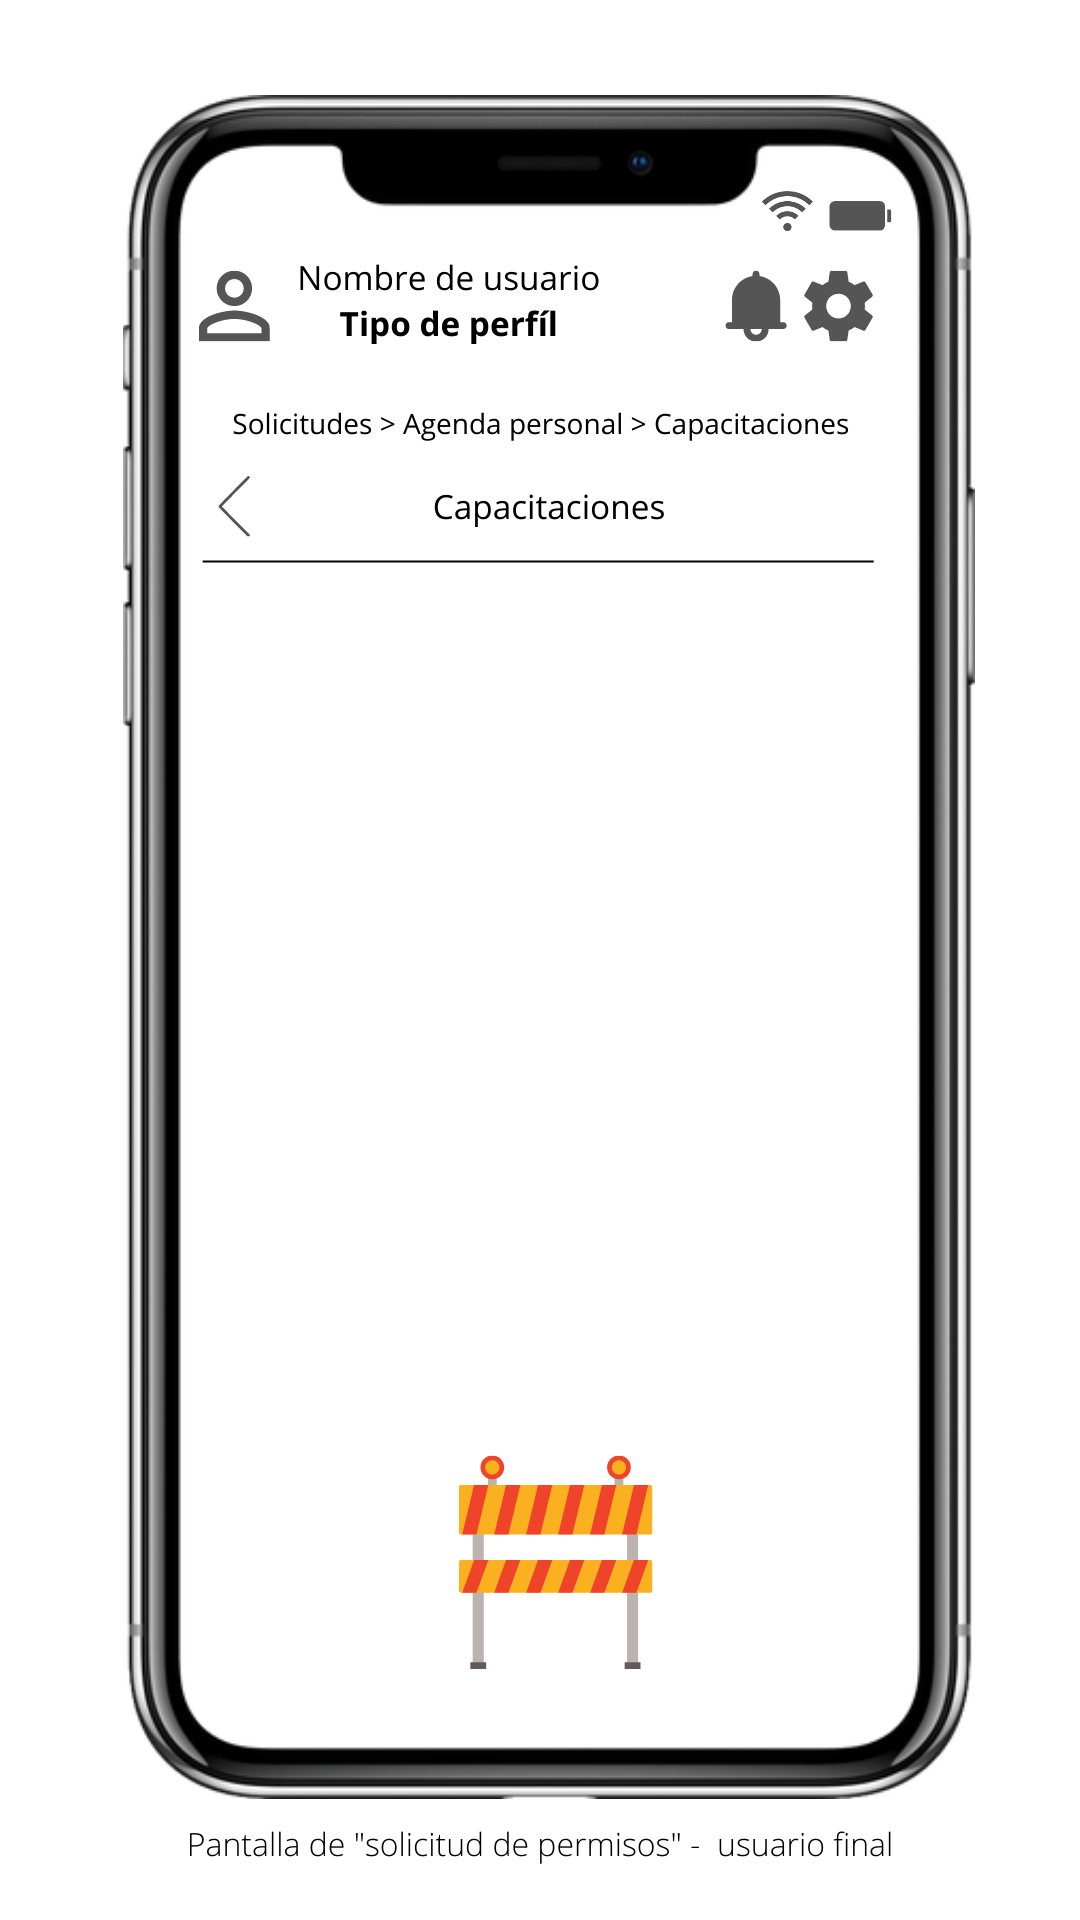 Nombre de usuario
Tipo de perfíl
Solicitudes > Agenda personal > Capacitaciones
Capacitaciones
Pantalla de "solicitud de permisos" -  usuario final